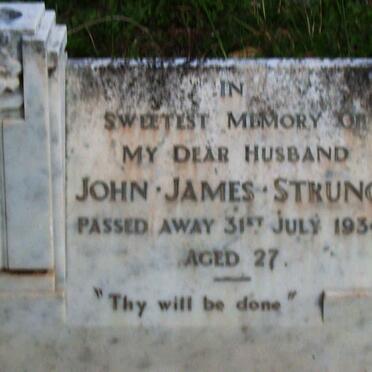 IN
SWEETEST MEMORY OF
MY DEAR HUSBAND
JOHN · JAMES · STRUNG
PASSED AWAY 31ST JULY 193
AGED 27.
"Thy will be done"